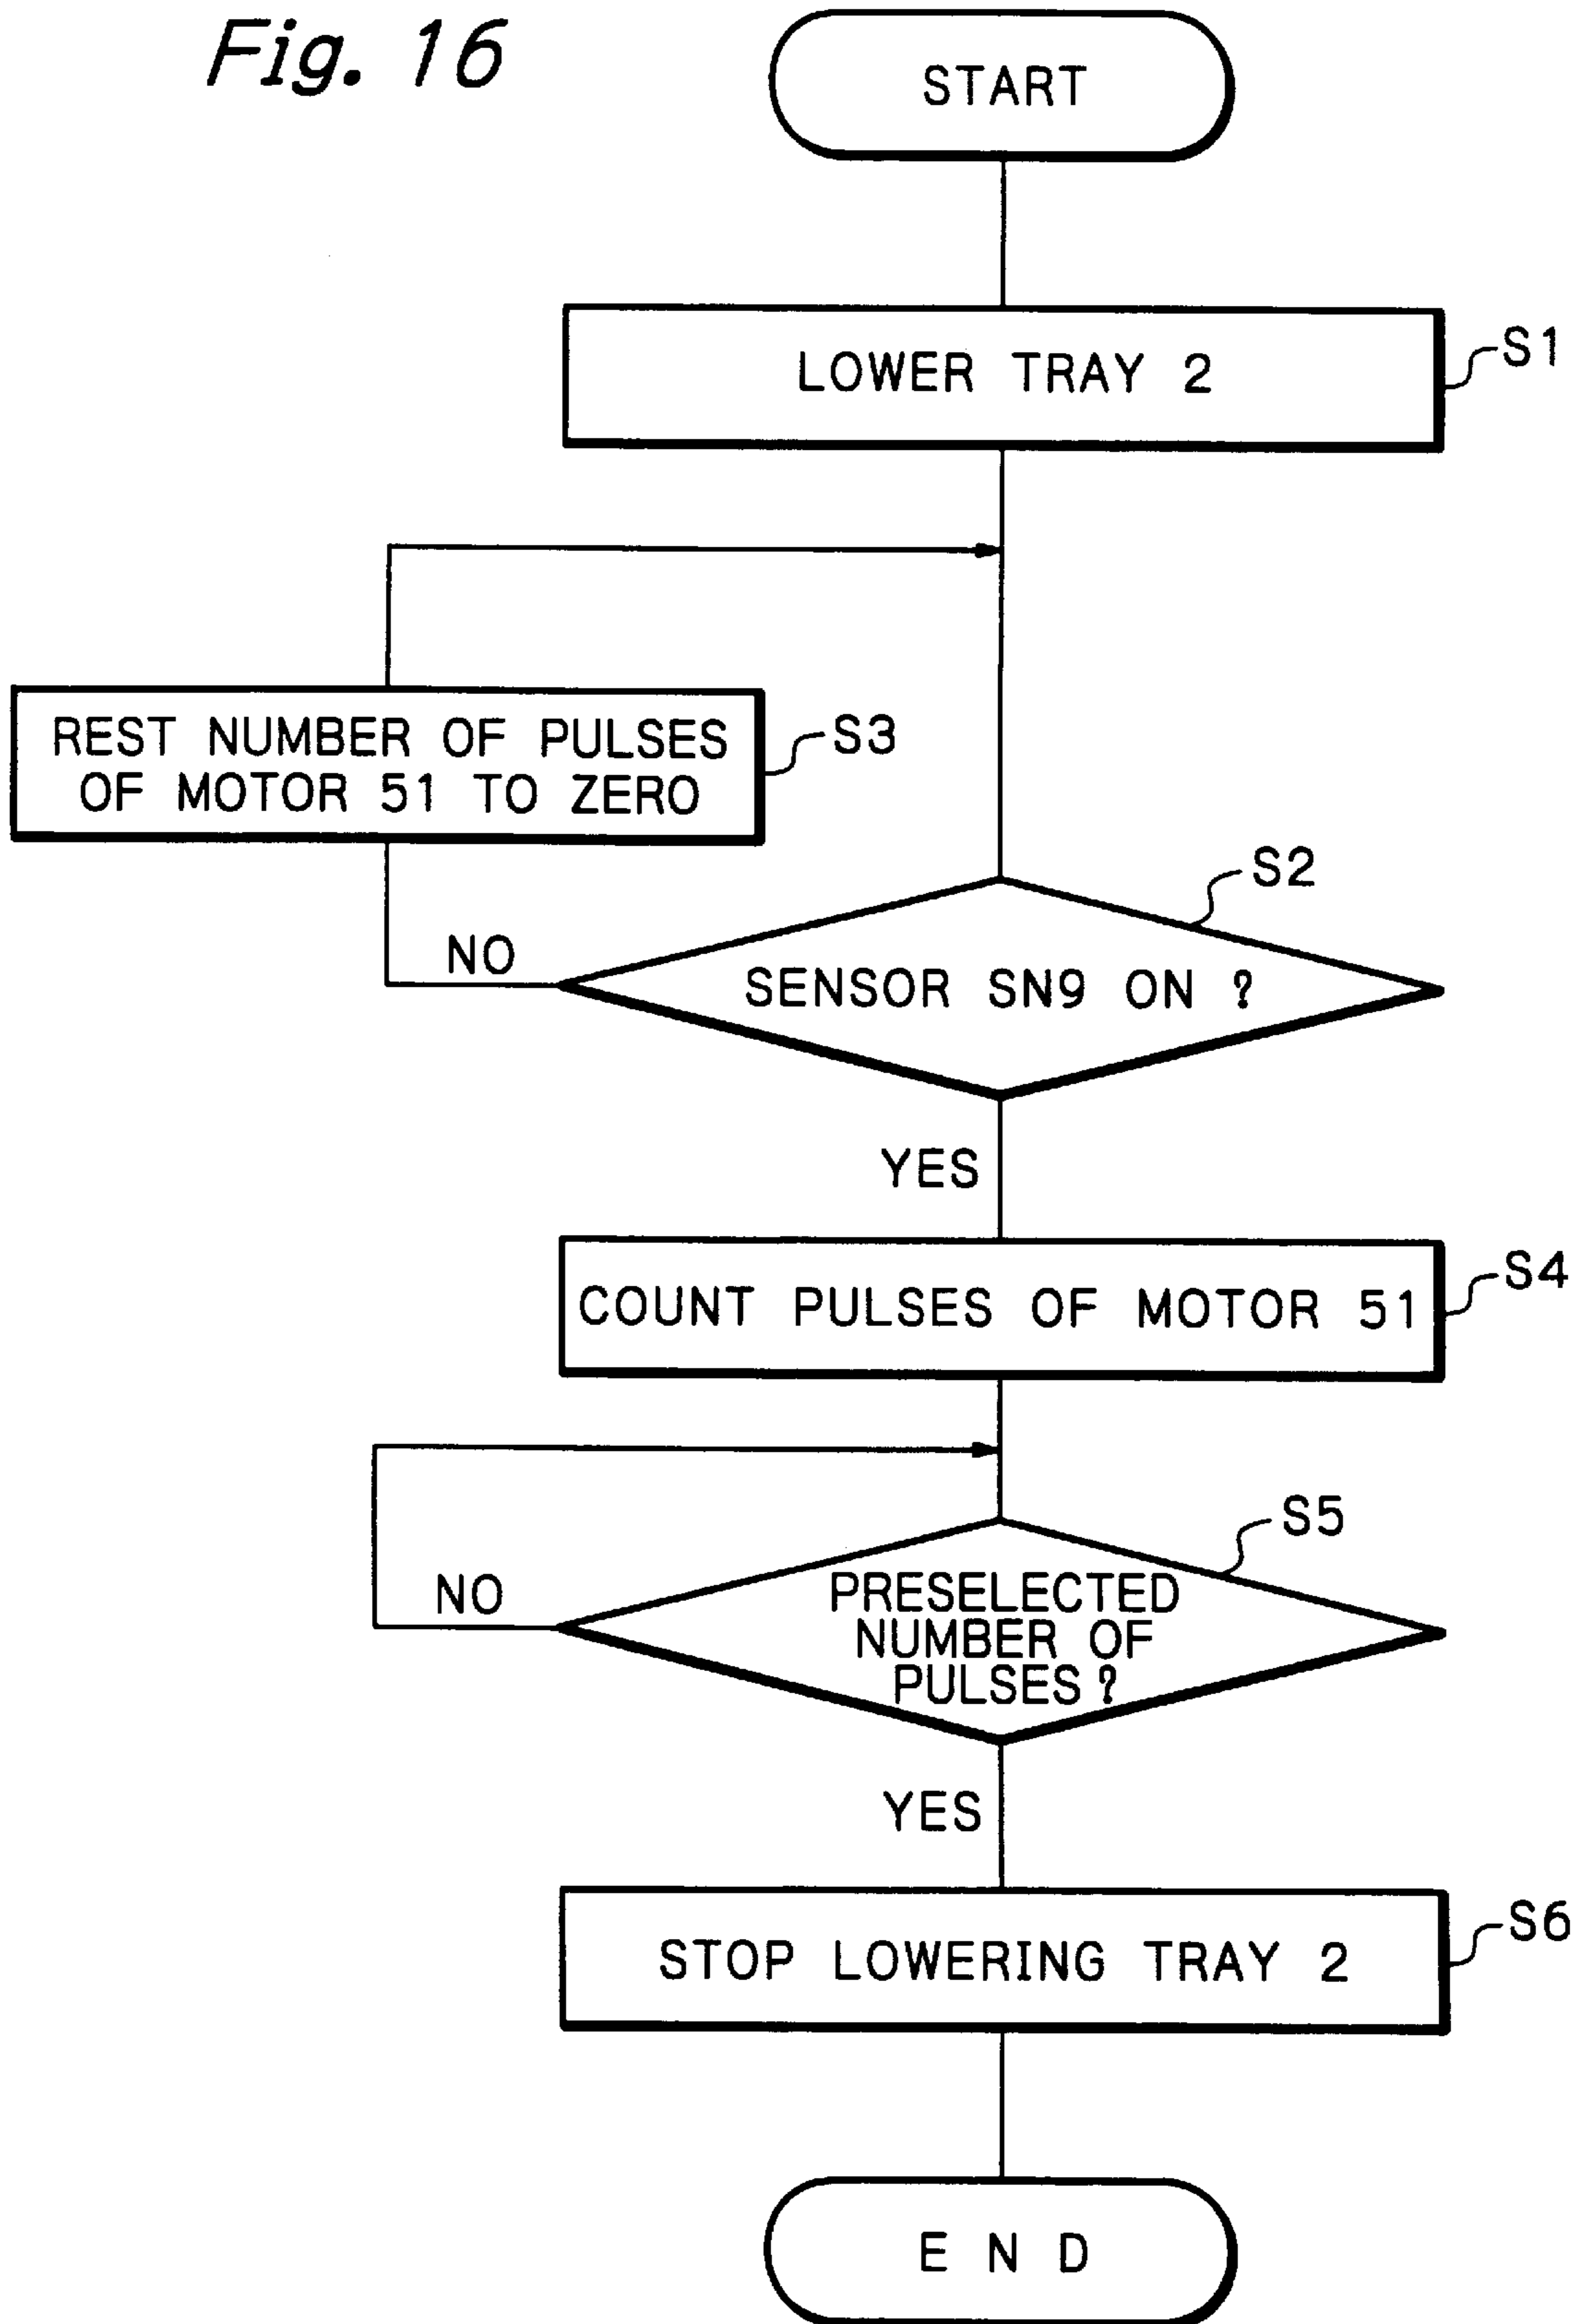 Fig. 16
START
LOWER TRAY 2
S1
REST NUMBER OF PULSES
OF MOTOR 51 TO ZERO
S3
S2
NO
SENSOR SN9 ON ?
YES
COUNT PULSES OF MOTOR 51
S4
S5
NO
PRESELECTED
NUMBER OF
PULSES ?
YES
STOP LOWERING TRAY 2
S6
END